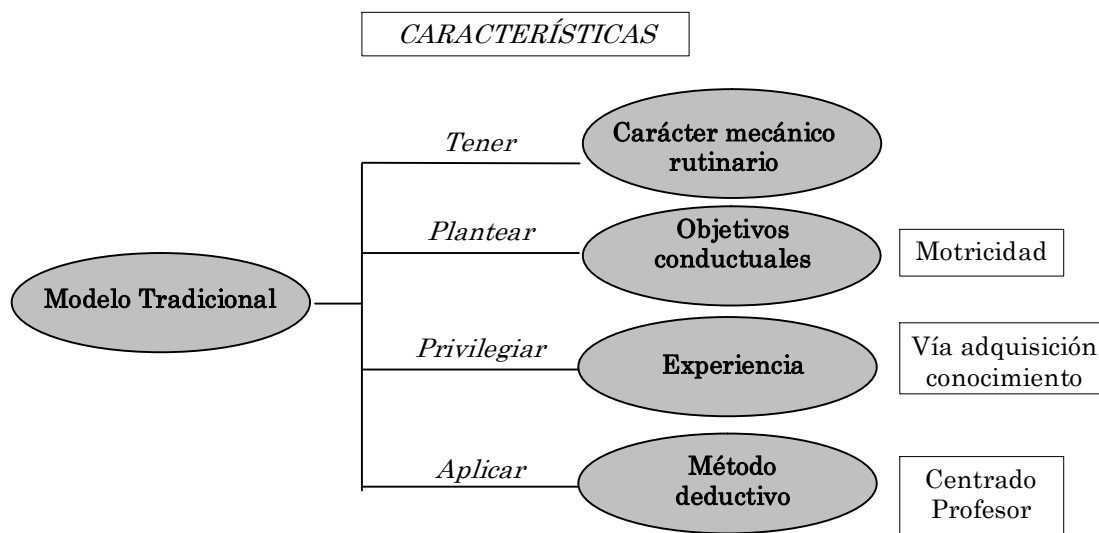 CARACTERÍSTICAS
Tener
Carácter mecánico
rutinario
Plantear
Objetivos
conductuales
Motricidad
Modelo Tradicional
Privilegiar
Experiencia
Vía adquisición
conocimiento
Aplicar
Método
deductivo
Centrado
Profesor